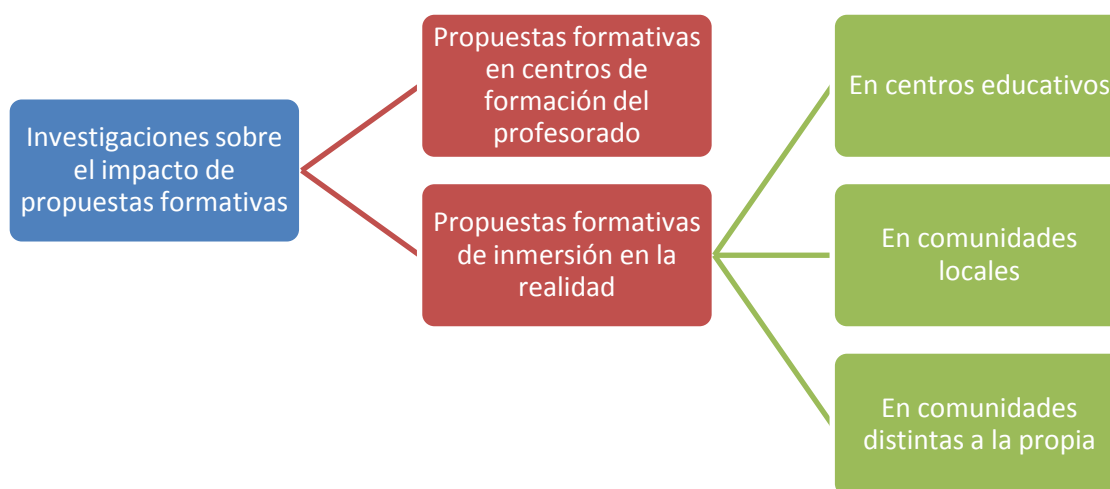 Investigaciones sobre
el impacto de
propuestas formativas
Propuestas formativas
en centros de
formación del
profesorado
Propuestas formativas
de inmersión en la
realidad
En centros educativos
En comunidades
locales
En comunidades
distintas a la propia